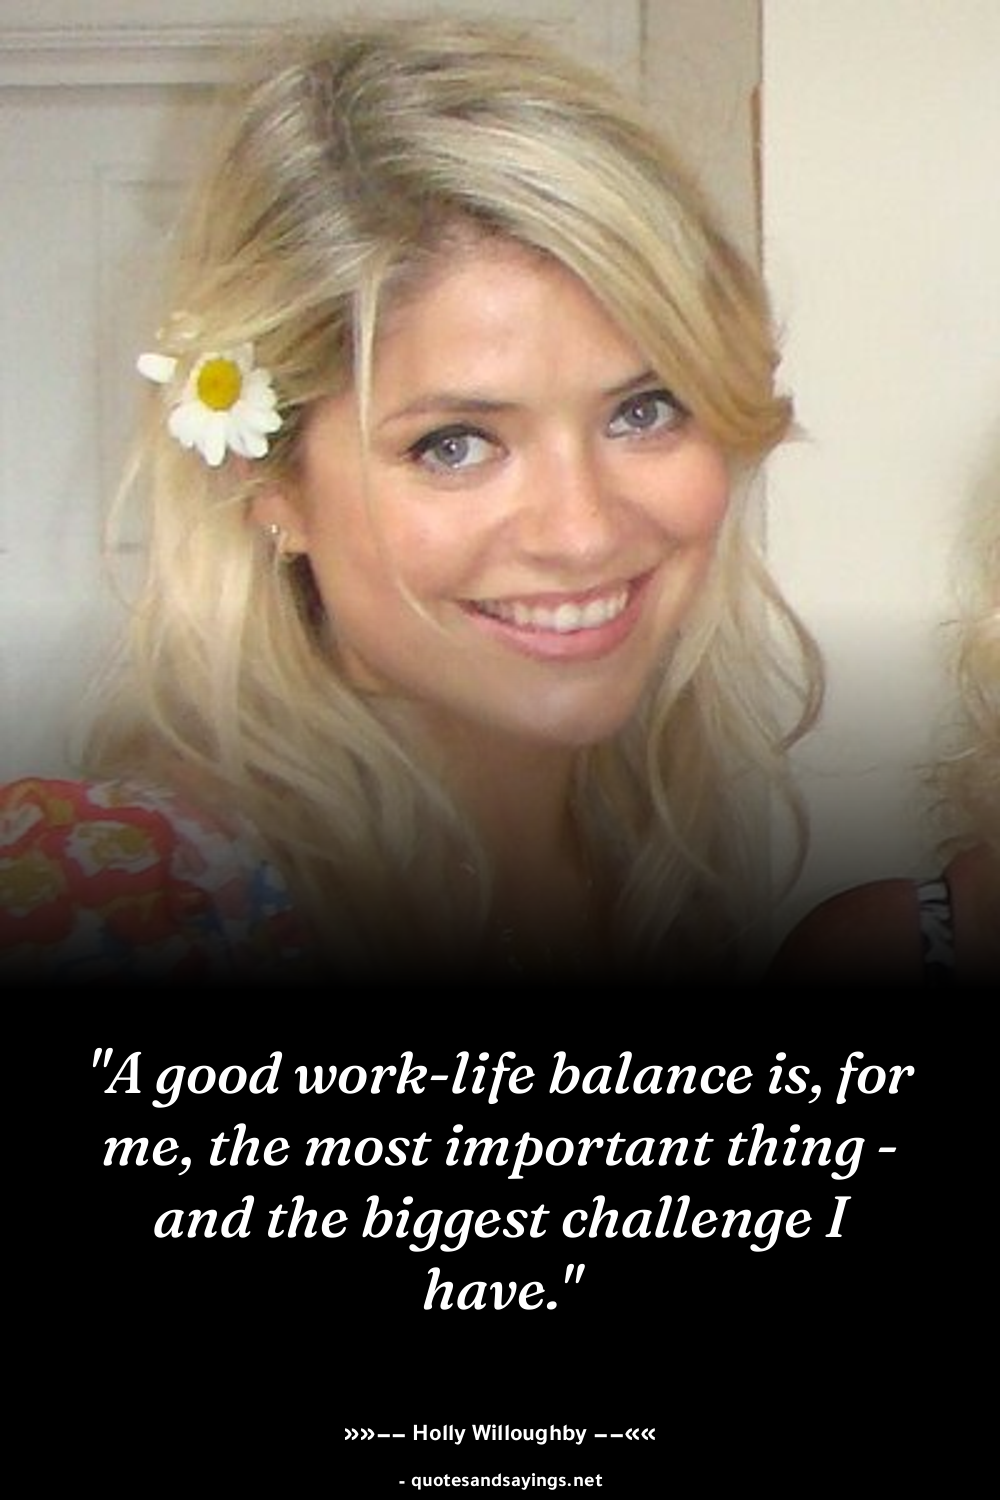 "A good work-life balance is, for
me, the most important thing -
and the biggest challenge I
have."
»»–– Holly Willoughby ––««
- quotesandsayings.net